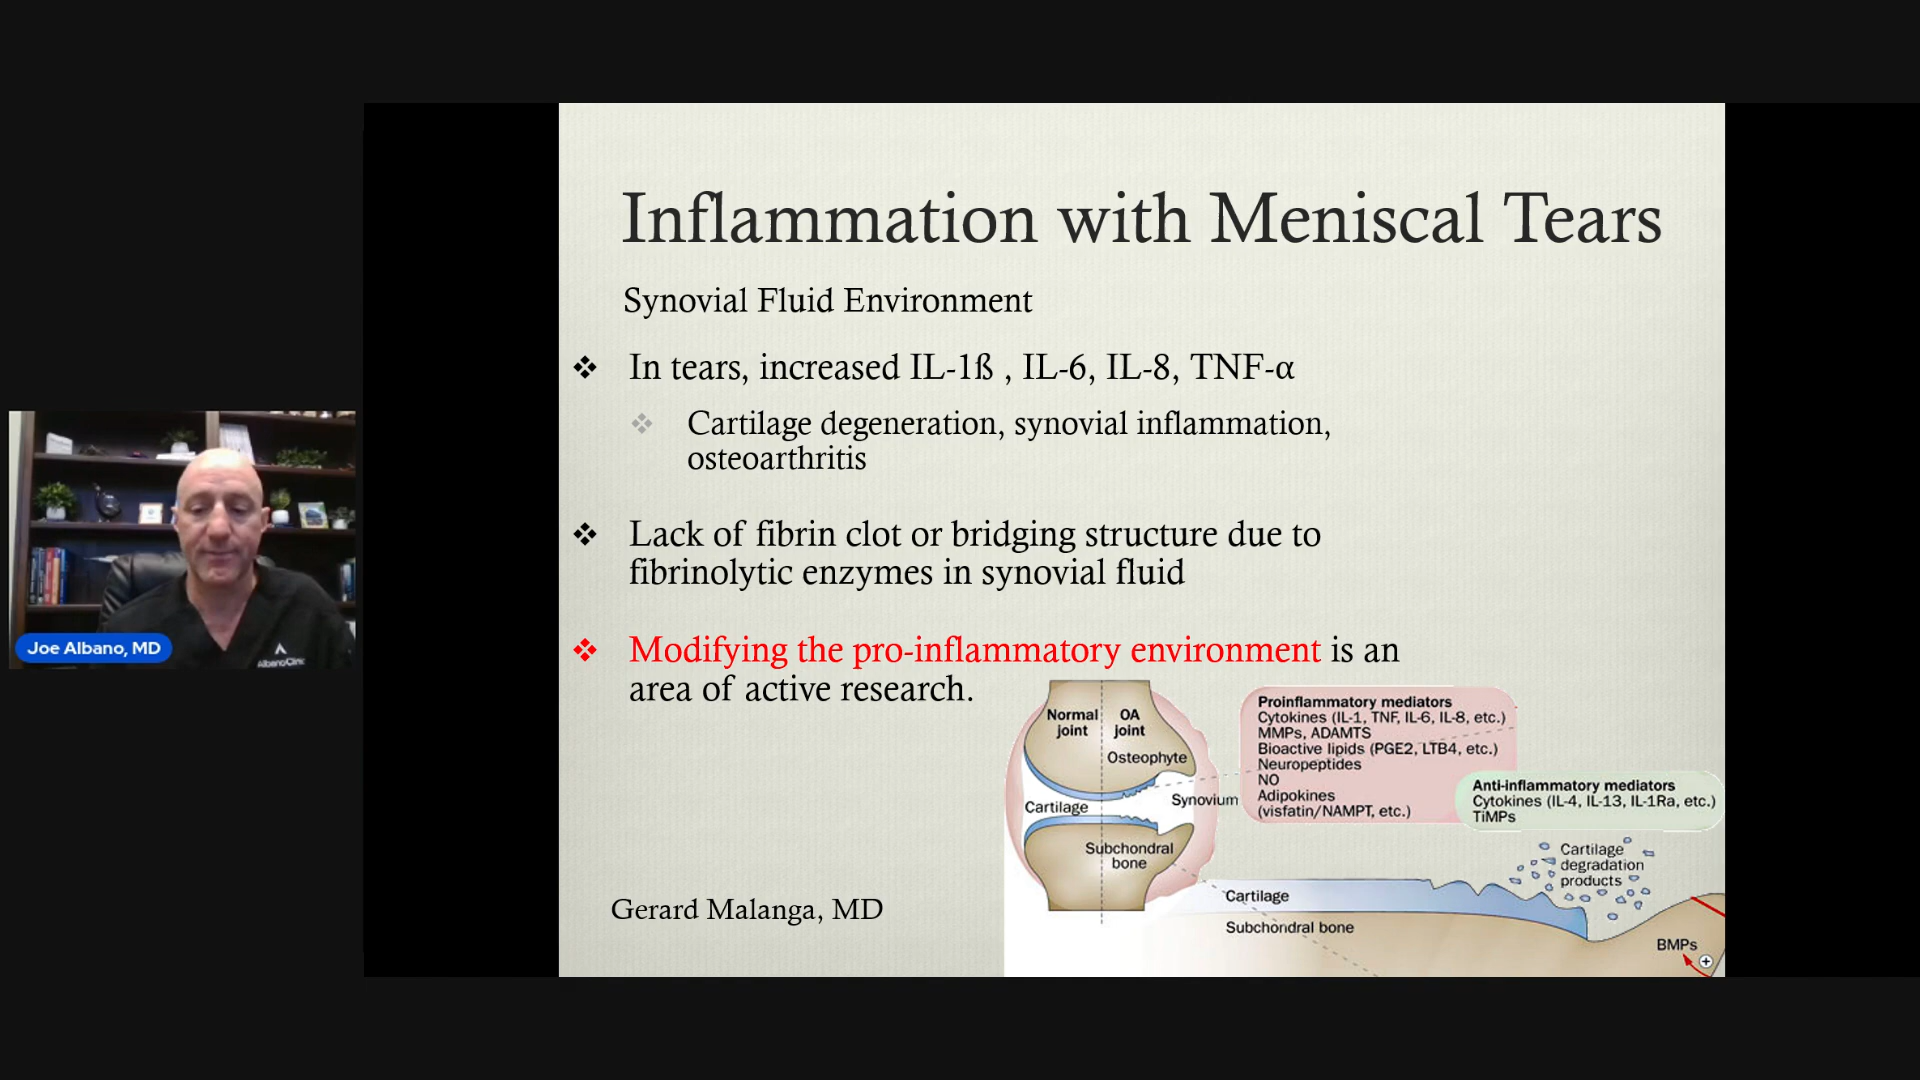 Inflammation with Meniscal Tears
Synovial Fluid Environment
In tears, increased IL-1ß , IL-6, IL-8, TNF-α
Cartilage degeneration, synovial inflammation,
osteoarthritis
Lack of fibrin clot or bridging structure due to
fibrinolytic enzymes in synovial fluid
Modifying the pro-inflammatory environment is an
area of active research.
Normal
joint
OA
joint
Osteophyte
Cartilage
Synovium
Subchondral
bone
Proinflammatory mediators
Cytokines (IL-1, TNF, IL-6, IL-8, etc.)
MMPs, ADAMTS
Bioactive lipids (PGE2, LTB4, etc.)
Neuropeptides
NO
Adipokines
(visfatin/NAMPT, etc.)
Anti-inflammatory mediators
Cytokines (IL-4, IL-13, IL-1Ra, etc.)
TiMPs
Cartilage
degradation
products
Cartilage
Subchondral bone
BMPs
Gerard Malanga, MD
Joe Albano, MD
AlbanoClinic